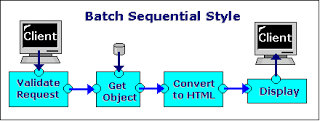 Batch Sequential Style
Client
Client
Validate
Request
Get
Object
Convert
to HTML
Display